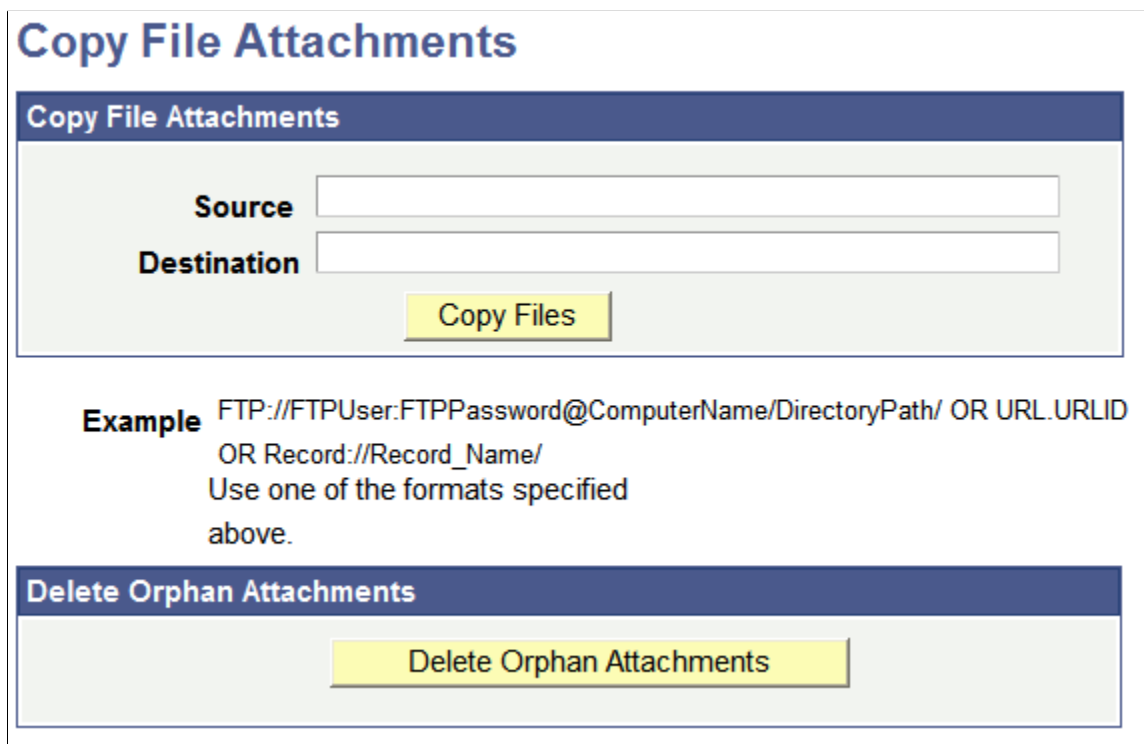 Copy File Attachments
Copy File Attachments
Source
Destination
Copy Files
Example FTP://FTPUser:FTPPassword@ComputerName/DirectoryPath/ OR URL.URLID
OR Record://Record_Name/
Use one of the formats specified
above.
Delete Orphan Attachments
Delete Orphan Attachments